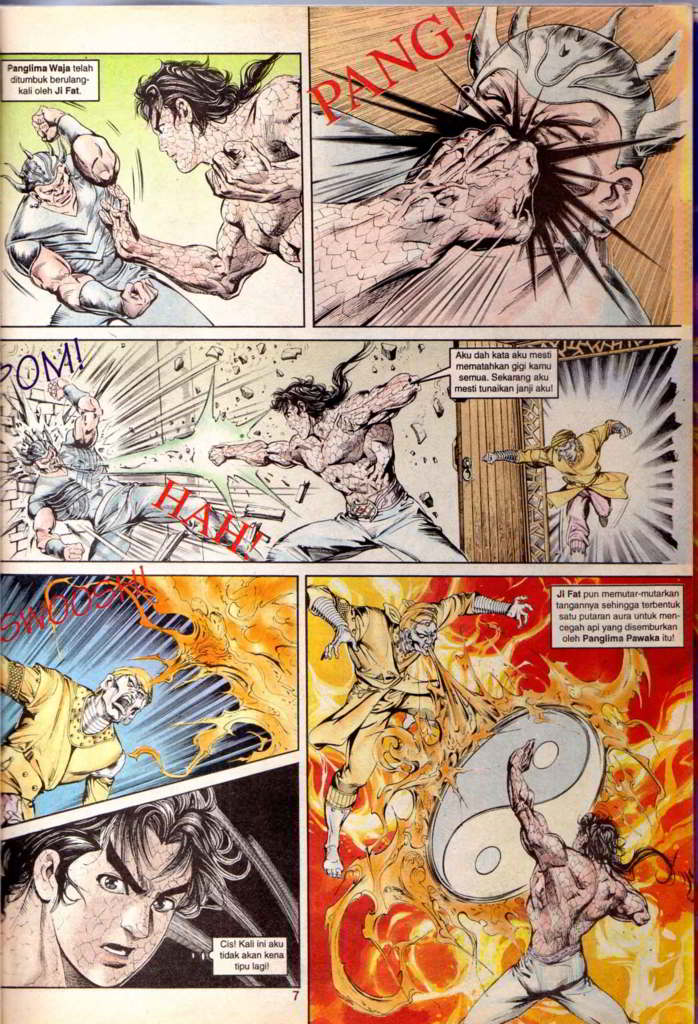 Panglima Waja telah
ditumbuk berulang-
kali oleh Ji Fat.
PANG!
POM!
Aku dah kata aku mesti
mematahkan gigi kamu
semua. Sekarang aku
mesti tunaikan janji aku!
HAH!
SWOOSH!
Ji Fat pun memutar-mutarkan
tangannya sehingga terbentuk
satu putaran aura untuk men-
cegah api yang disemburkan
oleh Panglima Pawaka itu!
Cis! Kali ini aku
tidak akan kena
tipu lagi!
7